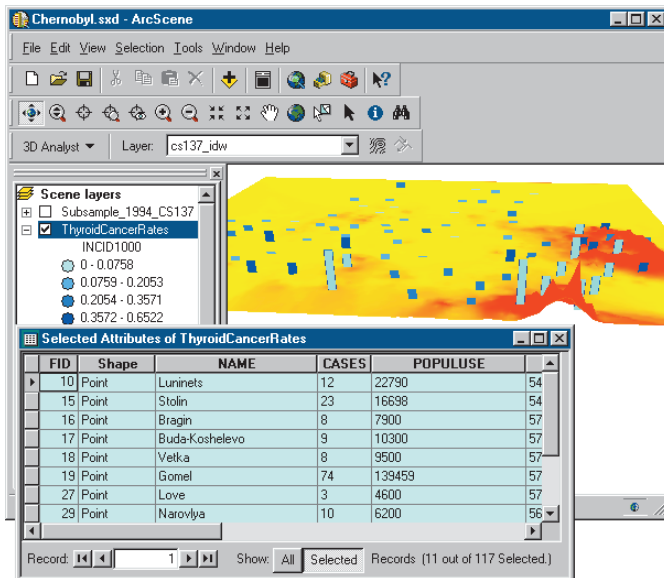 Chernobyl.sxd - ArcScene
File Edit View Selection Tools Window Help
3D Analyst Layer: cs137_idw
Scene layers
Subsample_1994_CS137
ThyroidCancerRates
INCID1000
0 - 0.0758
0.0759 - 0.2053
0.2054 - 0.3571
0.3572 - 0.6522
Selected Attributes of ThyroidCancerRates
FID Shape NAME CASES POPULUSE
10 Point Luninets 12 22790 54
15 Point Stolin 23 16698 54
16 Point Bragin 8 7900 57
17 Point Buda-Koshelevo 9 10300 57
18 Point Vetka 8 9500 57
19 Point Gomel 74 139459 57
27 Point Love 3 4600 57
29 Point Narovlya 10 6200 56
Record: 1 Show: All Selected Records (11 out of 117 Selected.)